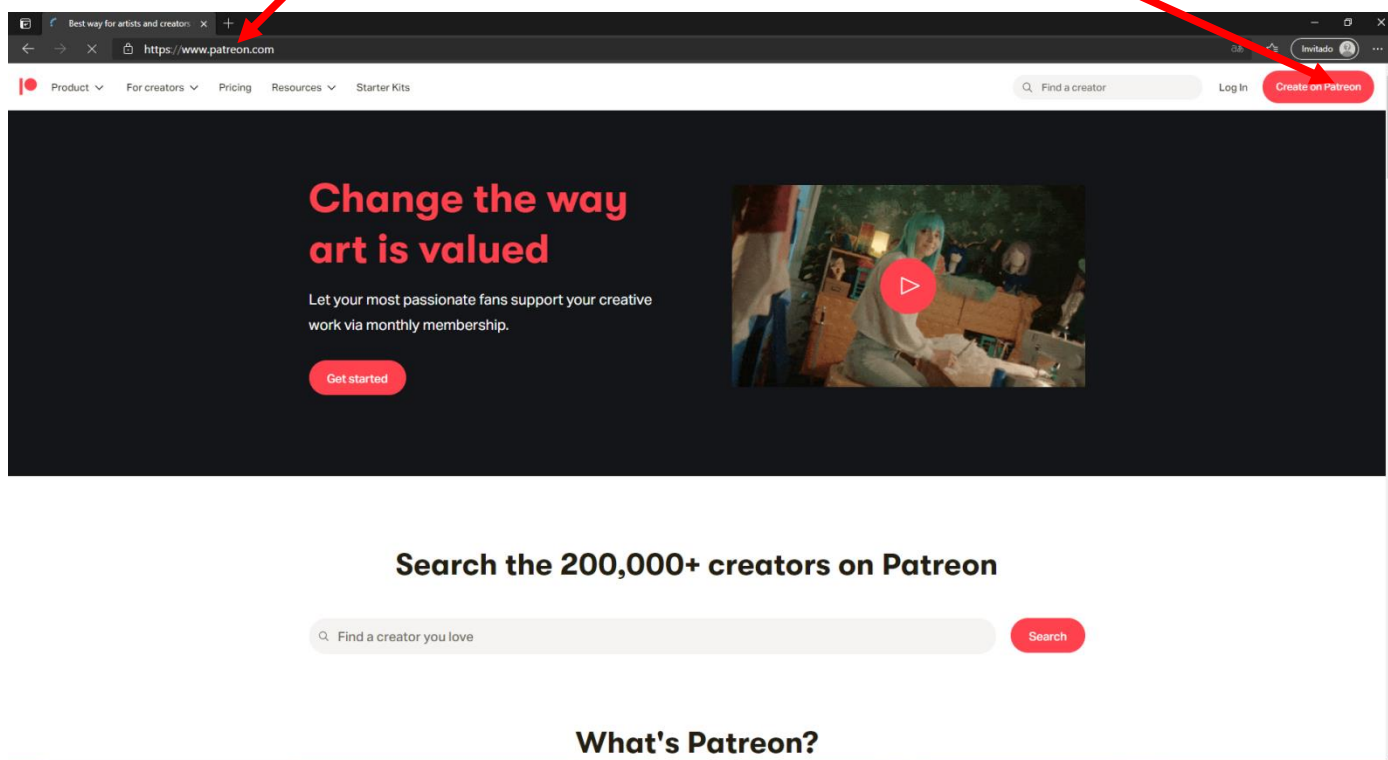 Best way for artists and creators
https://www.patreon.com
Invitado
Product
For creators
Pricing
Resources
Starter Kits
Find a creator
Log In
Create on Patreon
Change the way
art is valued
Let your most passionate fans support your creative
work via monthly membership.
Get started
Search the 200,000+ creators on Patreon
Find a creator you love
Search
What's Patreon?